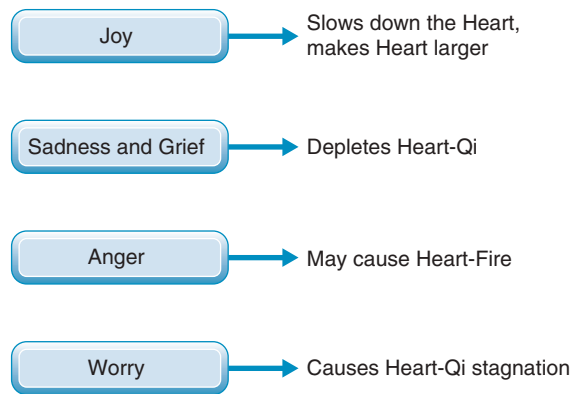 Joy
Slows down the Heart,
makes Heart larger
Sadness and Grief
Depletes Heart-Qi
Anger
May cause Heart-Fire
Worry
Causes Heart-Qi stagnation